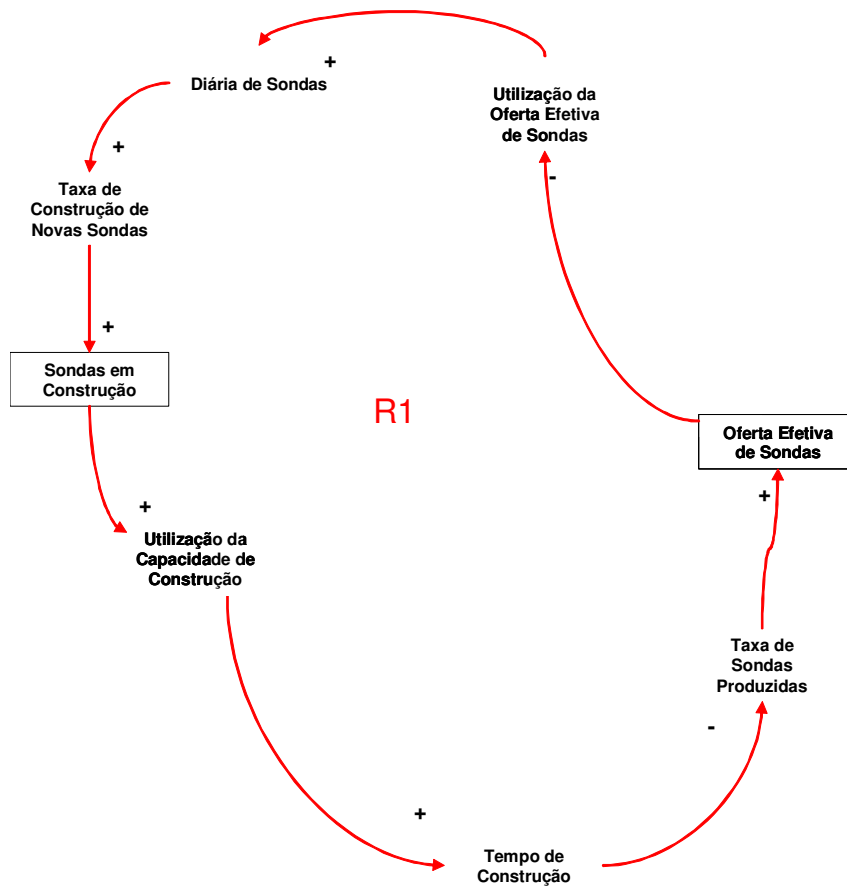 +
Diária de Sondas
Utilização da
Oferta Efetiva
de Sondas
+
-
Taxa de
Construção de
Novas Sondas
+
Sondas em
Construção
R1
Oferta Efetiva
de Sondas
+
+
Utilização da
Capacidade de
Construção
Taxa de
Sondas
Produzidas
-
+
Tempo de
Construção